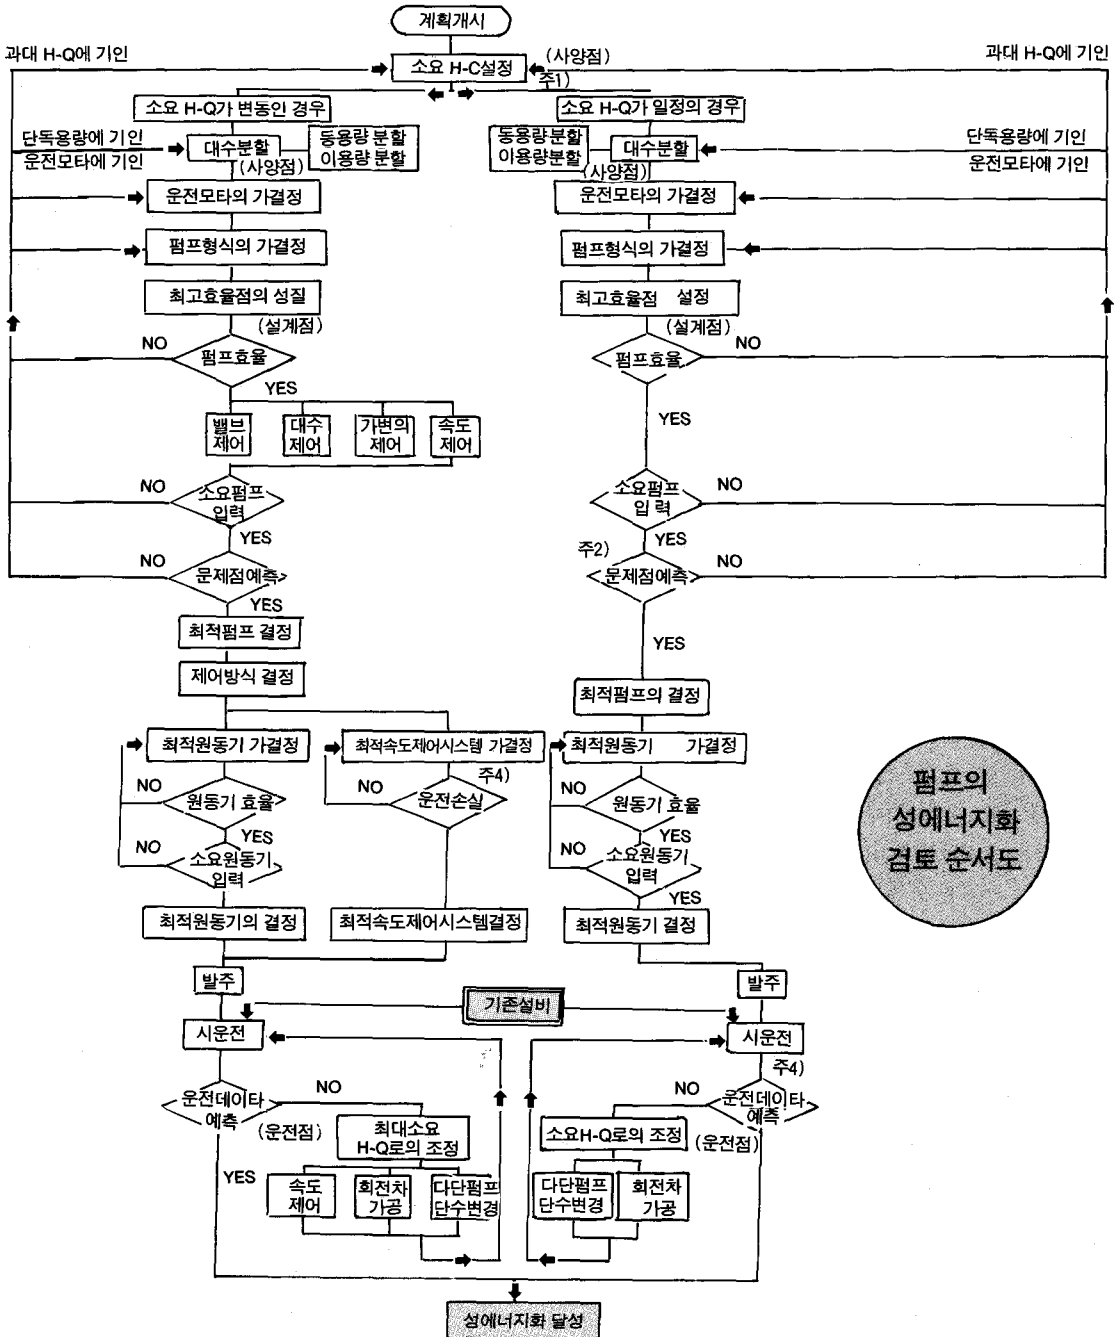 계획개시
과대 H-Q에 기인
(사양점)
과대 H-Q에 기인
소요 H-C설정
주1)
소요 H-Q가 변동인 경우
소요 H-Q가 일정의 경우
단독용량에 기인
운전모타에 기인
대수분할
동용량 분할
이용량 분할
(사양점)
동용량 분할
이용량분할
대수분할
(사양점)
단독용량에 기인
운전모타에 기인
운전모타의 가결정
운전모타의 가결정
펌프형식의 가결정
펌프형식의 가결정
최고효율점의 성질
최고효율점 설정
(설계점)
(설계점)
NO
펌프효율
펌프효율
NO
YES
YES
밸브
제어
대수
제어
가변의
제어
속도
제어
NO
소요펌프
입력
소요펌프
입 력
NO
YES
YES
NO
문제점예측
주2)
문제점예측
NO
YES
YES
최적펌프 결정
제어방식 결정
최적펌프의 결정
최적원동기 가결정
최적속도제어시스템 가결정
최적원동기 가결정
주4)
NO
원동기 효율
NO
운전손실
NO
원동기 효율
YES
YES
NO
소요원동기
입력
NO
소요원동기
입력
YES
최적원동기의 결정
최적속도제어시스템결정
최적원동기 결정
펌프의
성에너지화
검토 순서도
발주
발주
기존설비
시운전
시운전
주4)
운전데이타
예측
NO
(운전점)
NO
운전데이타
예측
(운전점)
최대소요
H-Q로의 조정
소요H-Q로의 조정
YES
속도
제어
회전차
가공
다단펌프
단수변경
다단펌프
단수변경
회전차
가공
성에너지화 달성